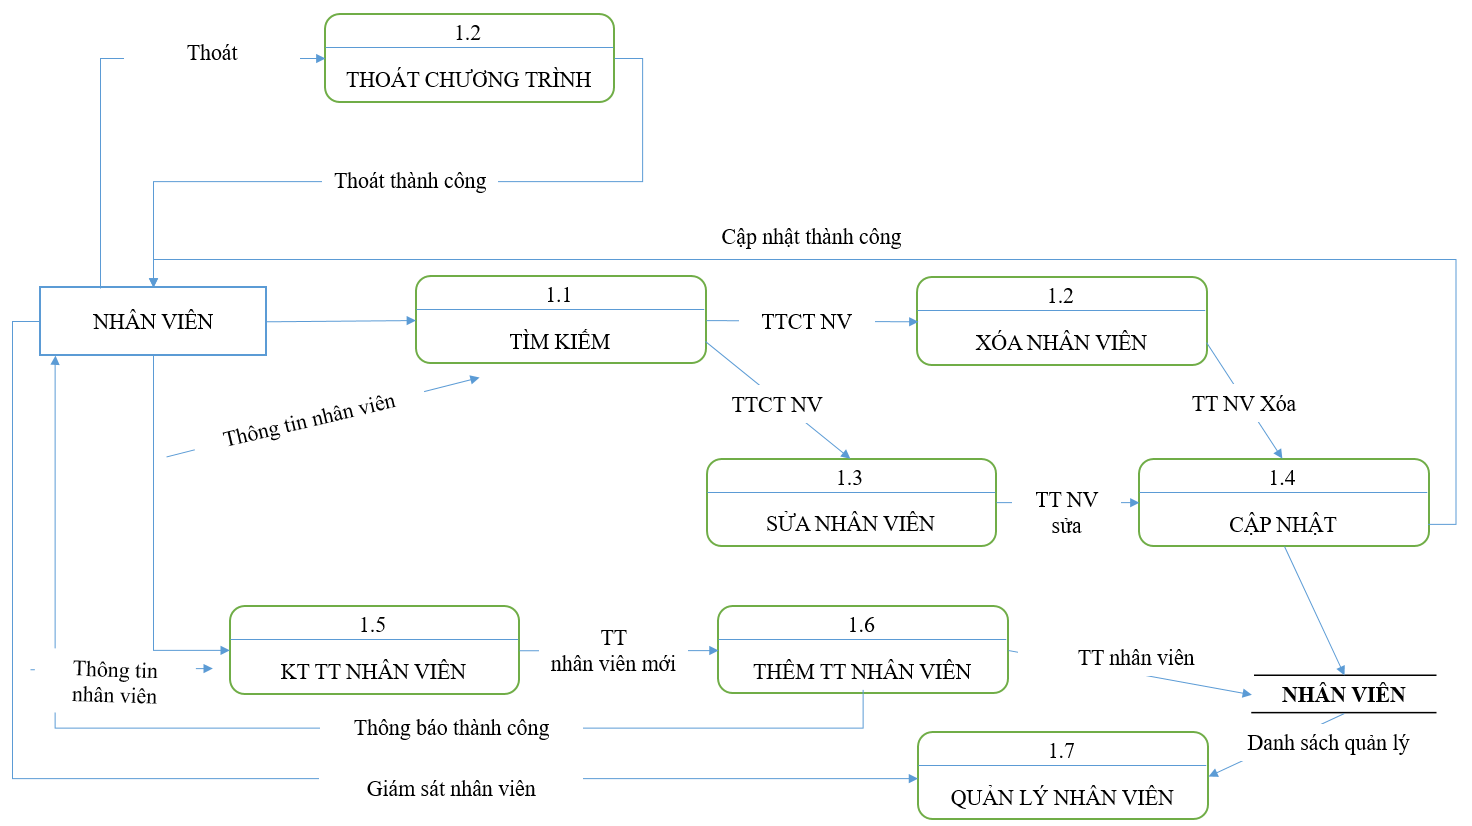 1.2
Thoát
THOÁT CHƯƠNG TRÌNH
Thoát thành công
Cập nhật thành công
1.1
1.2
NHÂN VIÊN
TTCT NV
TÌM KIẾM
XÓA NHÂN VIÊN
Thông tin nhân viên
TTCT NV
TT NV Xóa
1.3
1.4
TT NV
sửa
SỬA NHÂN VIÊN
CẬP NHẬT
1.5
1.6
TT
nhân viên mới
TT nhân viên
Thông tin
nhân viên
KT TT NHÂN VIÊN
THÊM TT NHÂN VIÊN
NHÂN VIÊN
Thông báo thành công
Danh sách quản lý
1.7
Giám sát nhân viên
QUẢN LÝ NHÂN VIÊN